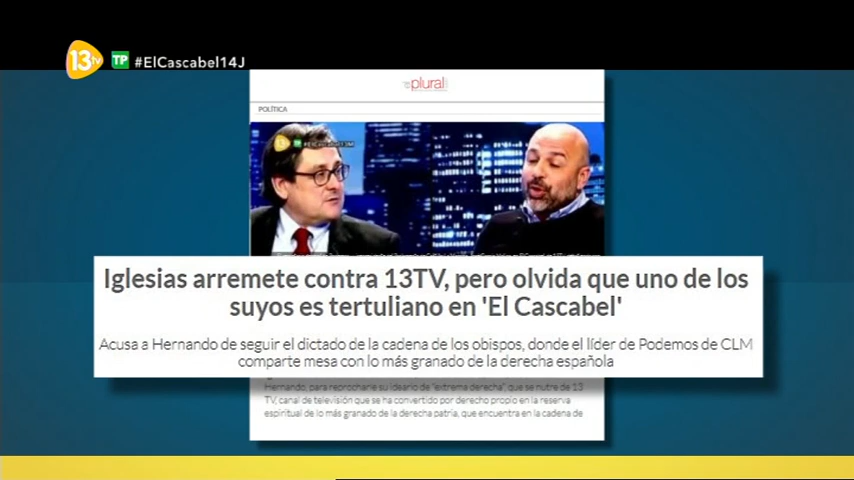 13tv TP #ElCascabel14J
plural
POLÍTICA
#ElCascabel13M
Iglesias arremete contra 13TV, pero olvida que uno de los
suyos es tertuliano en 'El Cascabel'
Acusa a Hernando de seguir el dictado de la cadena de los obispos, donde el líder de Podemos de CLM
comparte mesa con lo más granado de la derecha española
Hernando, para reprocharle su ideario de "extrema derecha", que se nutre de 13
TV, canal de televisión que se ha convertido por derecho propio en la reserva
espiritual de lo más granado de la derecha patria, que encuentra en la cadena de